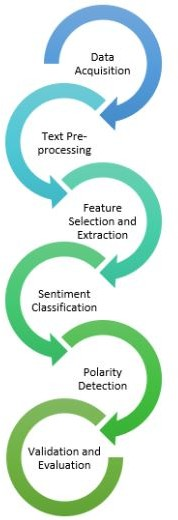 Data
Acquisition
Text Pre-
processing
Feature
Selection and
Extraction
Sentiment
Classification
Polarity
Detection
Validation and
Evaluation